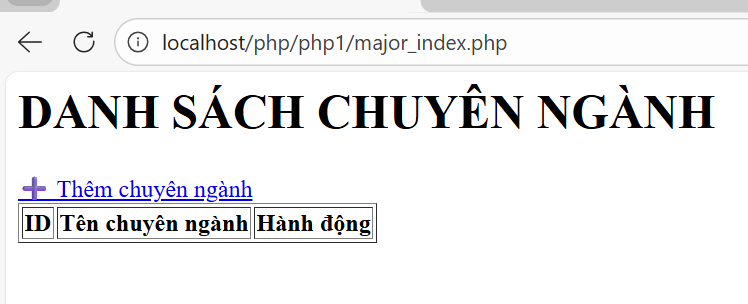 localhost/php/php1/major_index.php
DANH SÁCH CHUYÊN NGÀNH
➕ Thêm chuyên ngành
ID Tên chuyên ngành Hành động